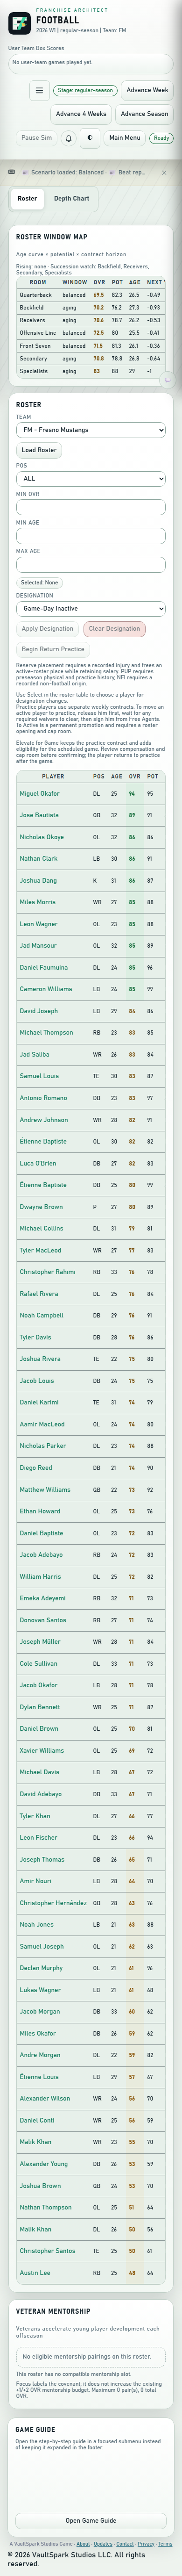 FRANCHISE ARCHITECT
FOOTBALL
2026 W1 | regular-season | Team: FM
User Team Box Scores
No user-team games played yet.
Stage: regular-season
Advance Week
Advance 4 Weeks
Advance Season
Pause Sim
Main Menu
Ready
Scenario loaded: Balanced
Beat rep...
Roster
Depth Chart
ROSTER WINDOW MAP
Age curve + potential + contract horizon
Rising: none · Succession watch: Backfield, Receivers, Secondary, Specialists
ROOM WINDOW OVR POT AGE NEXT
Quarterback balanced 69.5 82.3 26.5 -0.49
Backfield aging 70.2 76.2 27.3 -0.93
Receivers aging 70.6 78.7 26.2 -0.53
Offensive Line balanced 72.5 80 25.5 -0.41
Front Seven balanced 71.5 81.3 26.1 -0.36
Secondary aging 70.8 78.8 26.8 -0.64
Specialists aging 83 88 29 -1
ROSTER
TEAM
FM - Fresno Mustangs
Load Roster
POS
ALL
MIN OVR
MIN AGE
MAX AGE
Selected: None
DESIGNATION
Game-Day Inactive
Apply Designation
Clear Designation
Begin Return Practice
Reserve placement requires a recorded injury and frees an active-roster place while retaining salary. PUP requires preseason physical and practice history, NFI requires a recorded non-football origin.
Use Select in the roster table to choose a player for designation changes.
Practice players use separate weekly contracts. To move an active player to practice, release him first, wait for any required waiver to clear, then sign him from Free Agents. To Active is a permanent promotion and requires an open spot and cap room.
Elevate for Game keeps the practice contract and adds eligibility for the scheduled game. Review compensation and cap room before confirming; the player returns to practice after the game.
PLAYER POS AGE OVR POT
Miguel Okafor DL 25 94 95
Jose Bautista QB 32 89 91
Nicholas Okoye OL 32 86 86
Nathan Clark LB 30 86 91
Joshua Dang K 31 86 87
Miles Morris WR 27 85 88
Leon Wagner OL 23 85 88
Jad Mansour OL 32 85 89
Daniel Faumuina DL 24 85 96
Cameron Williams LB 24 85 99
David Joseph LB 29 84 86
Michael Thompson RB 23 83 85
Jad Saliba WR 26 83 84
Samuel Louis TE 30 83 87
Antonio Romano DB 23 83 97
Andrew Johnson WR 28 82 91
Étienne Baptiste OL 30 82 82
Luca O'Brien DB 27 82 83
Étienne Baptiste DB 25 80 99
Dwayne Brown P 27 80 89
Michael Collins DL 31 79 81
Tyler MacLeod WR 27 77 83
Christopher Rahimi RB 33 76 78
Rafael Rivera DL 25 76 84
Noah Campbell DB 29 76 91
Tyler Davis DB 28 76 86
Joshua Rivera TE 22 75 80
Jacob Louis DB 24 75 75
Daniel Karimi TE 31 74 79
Aamir MacLeod OL 24 74 80
Nicholas Parker DL 23 74 88
Diego Reed DB 21 74 90
Matthew Williams QB 22 73 92
Ethan Howard OL 25 73 76
Daniel Baptiste OL 23 72 83
Jacob Adebayo RB 24 72 83
William Harris DL 25 72 82
Emeka Adeyemi RB 32 71 73
Donovan Santos RB 27 71 74
Joseph Müller WR 28 71 84
Cole Sullivan DL 33 71 73
Jacob Okafor LB 28 71 78
Dylan Bennett WR 25 71 87
Daniel Brown OL 25 70 81
Xavier Williams OL 25 69 72
Michael Davis LB 28 67 72
David Adebayo DB 33 67 71
Tyler Khan DL 27 66 77
Leon Fischer DL 23 66 94
Joseph Thomas DB 26 65 71
Amir Nouri LB 28 64 70
Christopher Hernández QB 28 63 76
Noah Jones LB 21 63 88
Samuel Joseph OL 21 62 63
Declan Murphy OL 21 61 96
Lukas Wagner LB 21 61 68
Jacob Morgan DB 33 60 62
Miles Okafor DB 26 59 62
Andre Morgan DL 22 59 82
Étienne Louis LB 29 57 67
Alexander Wilson WR 24 56 70
Daniel Conti WR 25 56 59
Malik Khan WR 23 55 70
Alexander Young DB 26 53 59
Joshua Brown QB 24 53 70
Nathan Thompson OL 25 51 64
Malik Khan DL 26 50 56
Christopher Santos TE 25 50 61
Austin Lee RB 25 48 64
VETERAN MENTORSHIP
Veterans accelerate young player development each offseason
No eligible mentorship pairings on this roster.
This roster has no compatible mentorship slot.
Focus labels the covenant; it does not increase its existing +1/+2 OVR mentorship budget. Maximum 0 pair(s), 0 total OVR.
GAME GUIDE
Open the step-by-step guide in a focused submenu instead of keeping it expanded in the footer.
Open Game Guide
A VaultSpark Studios Game · About · Updates · Contact · Privacy · Terms
© 2026 VaultSpark Studios LLC. All rights reserved.